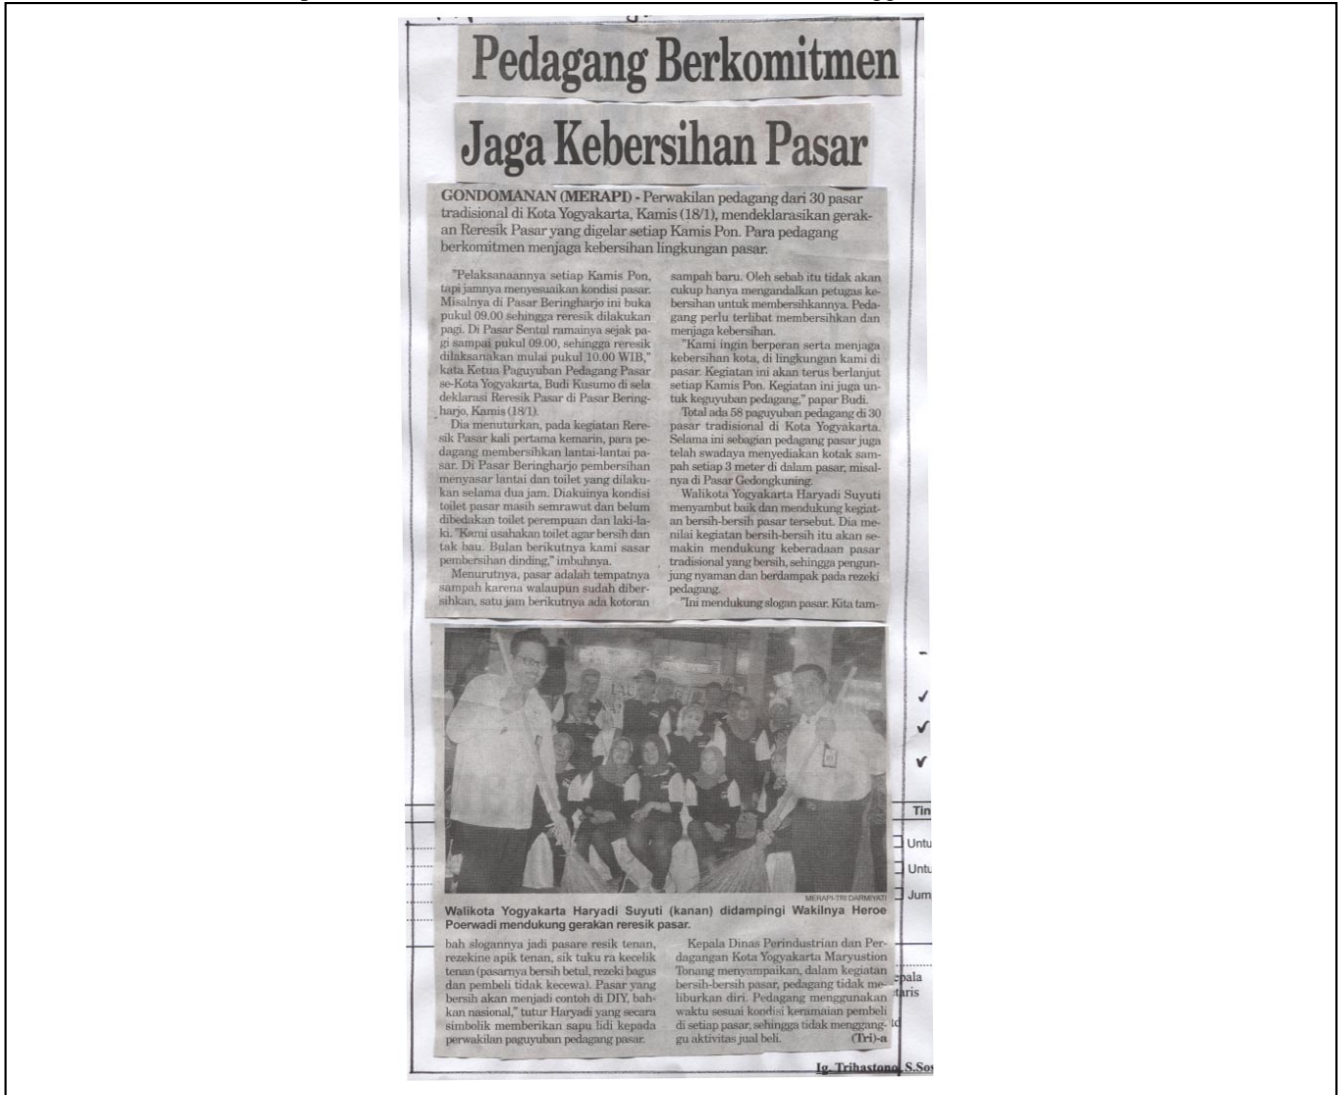 Pedagang Berkomitmen
Jaga Kebersihan Pasar
GONDOMANAN (MERAPI) - Perwakilan pedagang dari 30 pasar
tradisional di Kota Yogyakarta, Kamis (18/1), mendeklarasikan gerak-
an Reresik Pasar yang digelar setiap Kamis Pon. Para pedagang
berkomitmen menjaga kebersihan lingkungan pasar.
"Pelaksanaannya setiap Kamis Pon,
tapi jamnya menyesuaikan kondisi pasar.
Misalnya di Pasar Beringharjo ini buka
pukul 09.00 sehingga reresik dilakukan
pagi. Di Pasar Sentul ramainya sejak pa-
gi sampai pukul 09.00, sehingga reresik
dilaksanakan mulai pukul 10.00 WIB,"
kata Ketua Paguyuban Pedagang Pasar
se-Kota Yogyakarta, Budi Kusumo di sela
deklarasi Reresik Pasar di Pasar Bering-
harjo, Kamis (18/1).
Dia menuturkan, pada kegiatan Rere-
sik Pasar kali pertama kemarin, para pe-
dagang membersihkan lantai-lantai pa-
sar. Di Pasar Beringharjo pembersihan
menyasar lantai dan toilet yang dilaku-
kan selama dua jam. Diakuinya kondisi
toilet pasar masih semrawut dan belum
dibedakan toilet perempuan dan laki-la-
ki. "Kami usahakan toilet agar bersih dan
tak bau. Bulan berikutnya kami sasar
pembersihan dinding," imbuhnya.
Menurutnya, pasar adalah tempatnya
sampah karena walaupun sudah diber-
sihkan, satu jam berikutnya ada kotoran
sampah baru. Oleh sebab itu tidak akan
cukup hanya mengandalkan petugas ke-
bersihan untuk membersihkannya. Peda-
gang perlu terlibat membersihkan dan
menjaga kebersihan.
"Kami ingin berperan serta menjaga
kebersihan kota, di lingkungan kami di
pasar. Kegiatan ini akan terus berlanjut
setiap Kamis Pon. Kegiatan ini juga un-
tuk keguyuban pedagang," papar Budi.
Total ada 58 paguyuban pedagang di 30
pasar tradisional di Kota Yogyakarta.
Selama ini sebagian pedagang pasar juga
telah swadaya menyediakan kotak sam-
pah setiap 3 meter di dalam pasar, misal-
nya di Pasar Gedongkuning.
Walikota Yogyakarta Haryadi Suyuti
menyambut baik dan mendukung kegiat-
an bersih-bersih pasar tersebut. Dia me-
nilai kegiatan bersih-bersih itu akan se-
makin mendukung keberadaan pasar
tradisional yang bersih, sehingga pengun-
jung nyaman dan berdampak pada rezeki
pedagang.
"Ini mendukung slogan pasar. Kita tam-
MERAPI-TRI DARMIYATI
Walikota Yogyakarta Haryadi Suyuti (kanan) didampingi Wakilnya Heroe
Poerwadi mendukung gerakan reresik pasar.
bah slogannya jadi pasare resik tenan,
rezekine apik tenan, sik tuku ra kecelik
tenan (pasarnya bersih betul, rezeki bagus
dan pembeli tidak kecewa). Pasar yang
bersih akan menjadi contoh di DIY, bah-
kan nasional," tutur Haryadi yang secara
simbolik memberikan sapu lidi kepada
perwakilan paguyuban pedagang pasar.
Kepala Dinas Perindustrian dan Per-
dagangan Kota Yogyakarta Maryustion
Tonang menyampaikan, dalam kegiatan
bersih-bersih pasar, pedagang tidak me-
liburkan diri. Pedagang menggunakan
waktu sesuai kondisi keramaian pembeli
di setiap pasar, sehingga tidak menggang-
gu aktivitas jual beli. (Tri)-a
Tin
Untu
Untu
Jum
epala
taris
Ig. Trihastono, S.Sos